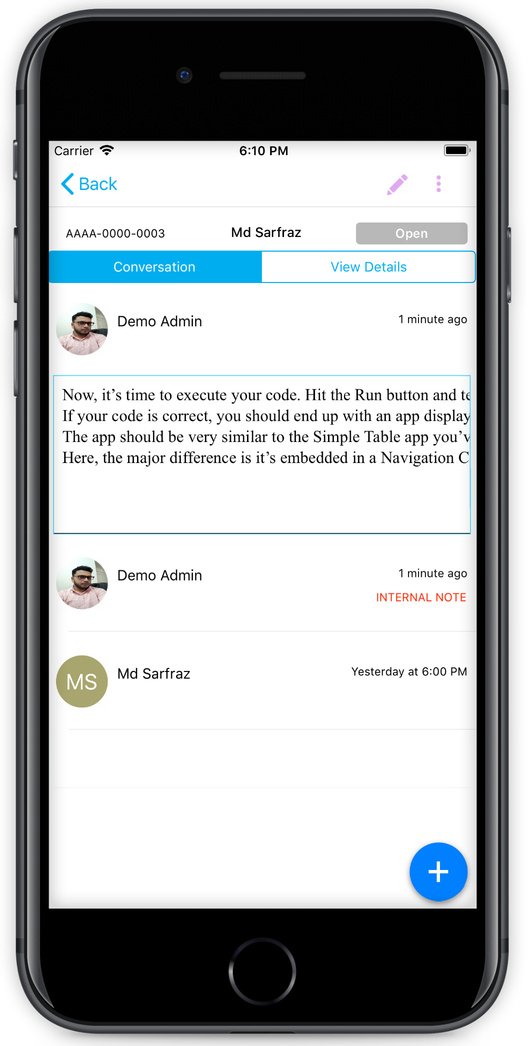 Carrier 6:10 PM
Back
AAAA-0000-0003 Md Sarfraz Open
Conversation View Details
Demo Admin 1 minute ago
Now, it’s time to execute your code. Hit the Run button and te
If your code is correct, you should end up with an app display
The app should be very similar to the Simple Table app you’v
Here, the major difference is it’s embedded in a Navigation C
Demo Admin 1 minute ago
INTERNAL NOTE
MS Md Sarfraz Yesterday at 6:00 PM
+